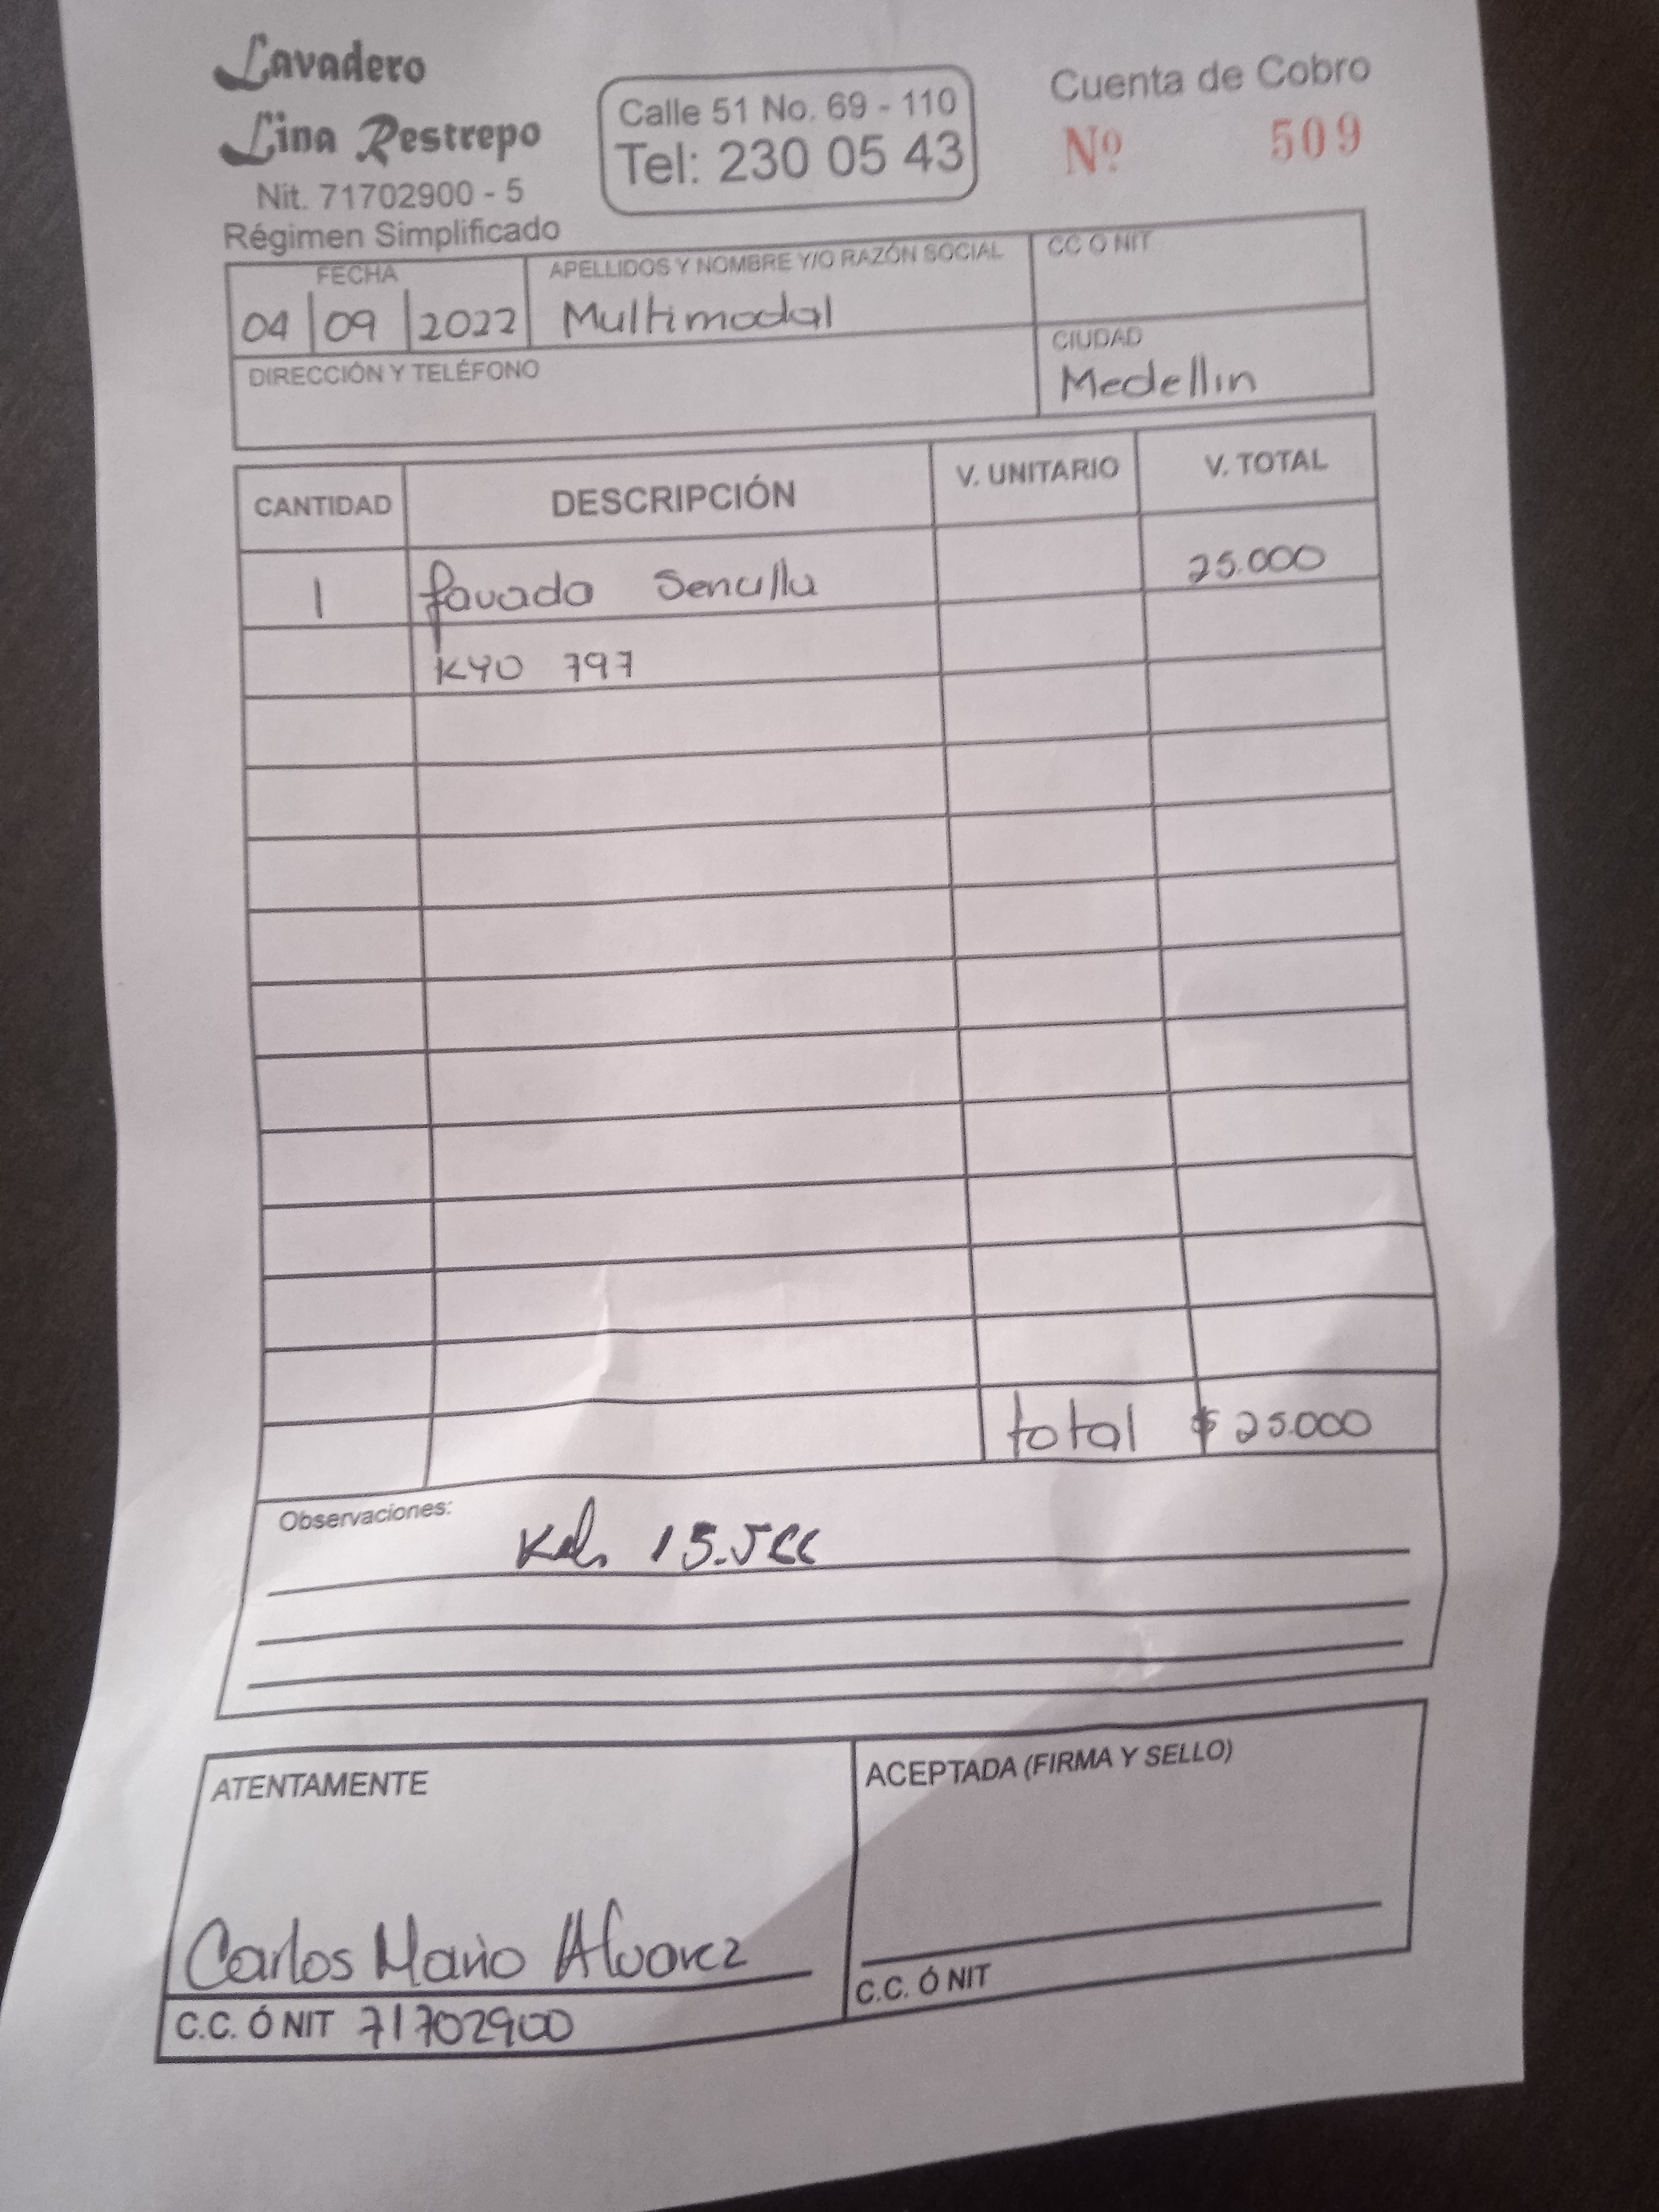 Lavadero
Lina Restrepo
Nit. 71702900 - 5
Régimen Simplificado
Calle 51 No. 69 - 110
Tel: 230 05 43
Cuenta de Cobro
Nº 509
FECHA
04 09 2022
APELLIDOS Y NOMBRE Y/O RAZÓN SOCIAL
Multimodal
CC O NIT
DIRECCIÓN Y TELÉFONO
CIUDAD
Medellin
CANTIDAD DESCRIPCIÓN V. UNITARIO V. TOTAL
1 lavada Sencilla 25.000
KYO 797
total $ 25.000
Observaciones:
ATENTAMENTE
Carlos Mario Alvarez
C.C. Ó NIT 71702900
ACEPTADA (FIRMA Y SELLO)
C.C. Ó NIT